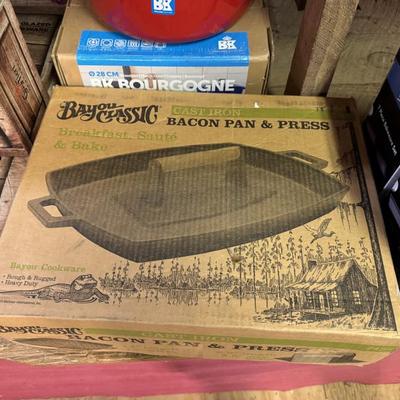 BK
BK
Ø 28 CM
BK BOURGOGNE
Bayou CLASSIC
CAST IRON
BACON PAN & PRESS
Breakfast, Sauté
& Bake
Bayou Cookware
• Rough & Rugged
• Heavy Duty
BAYOU CLASSIC
CAST IRON
BACON PAN & PRESS